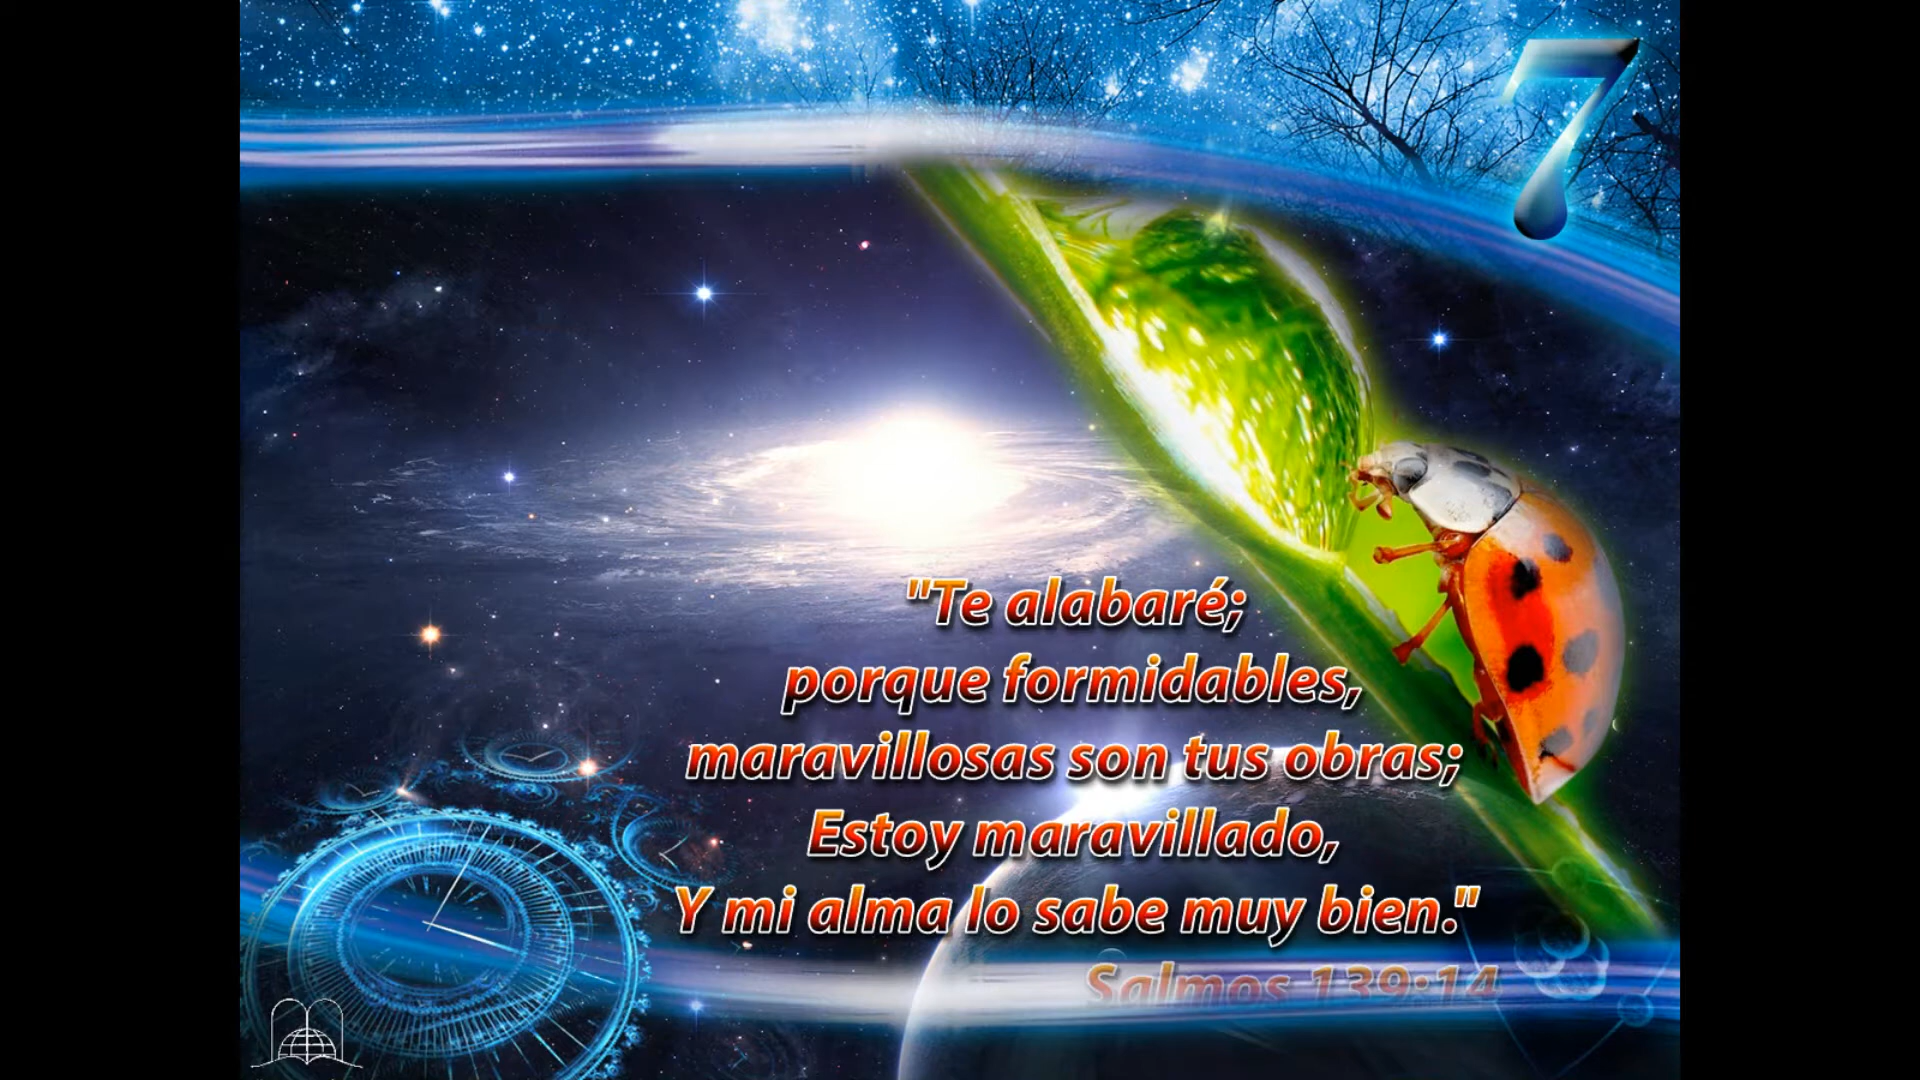 7
"Te alabaré;
porque formidables,
maravillosas son tus obras;
Estoy maravillado,
Y mi alma lo sabe muy bien."
Salmos 139:14